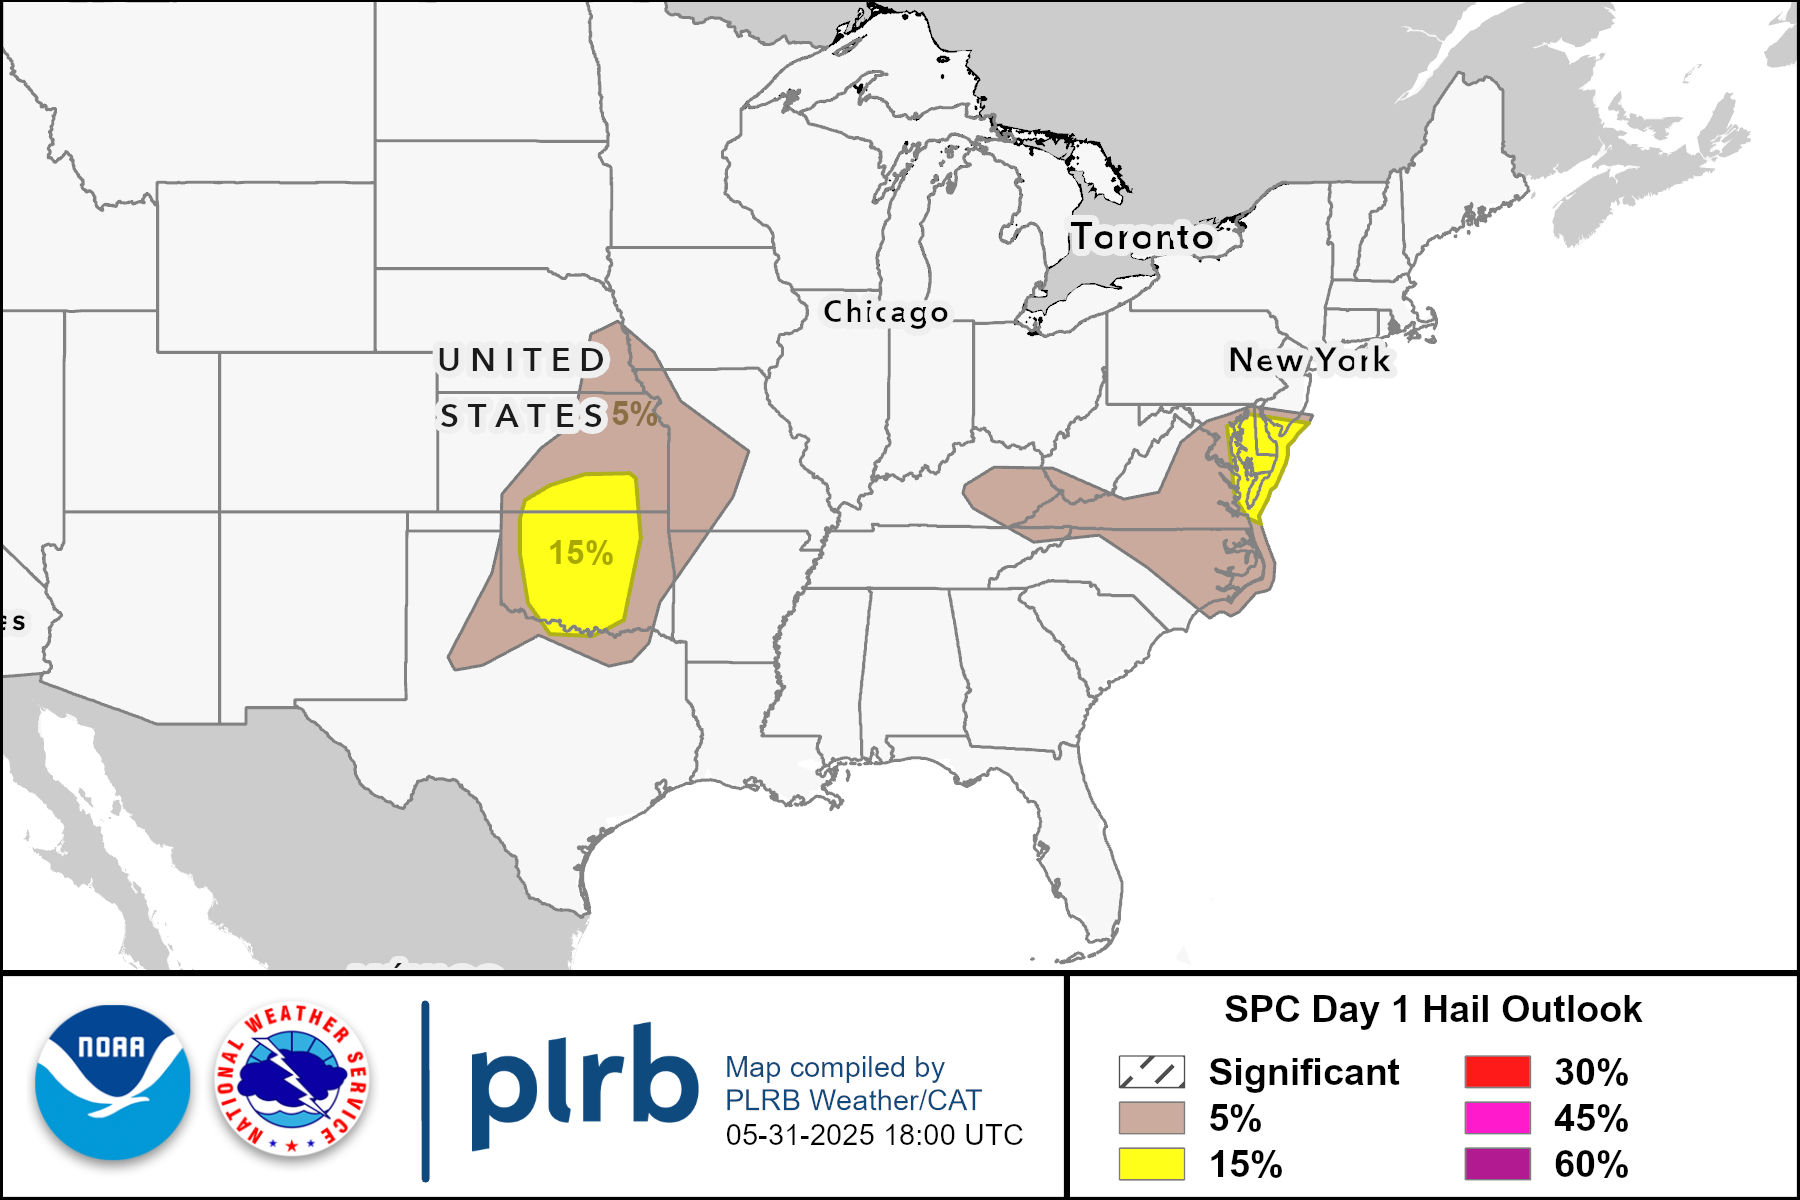 Toronto
Chicago
New York
UNITED
STATES
5%
15%
es
NOAA
NATIONAL WEATHER SERVICE
plrb
Map compiled by
PLRB Weather/CAT
05-31-2025 18:00 UTC
SPC Day 1 Hail Outlook
Significant
5%
15%
30%
45%
60%